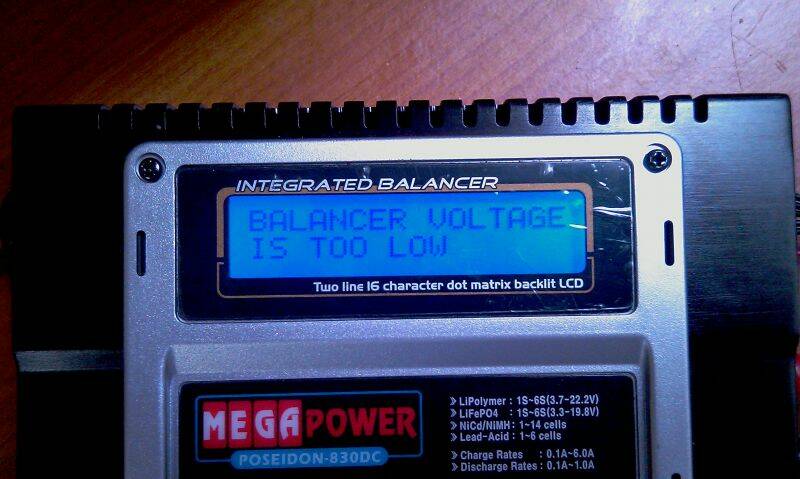 INTEGRATED BALANCER
BALANCER VOLTAGE
IS TOO LOW
Two line 16 character dot matrix backlit LCD
MEGAPOWER
POSEIDON-830DC
LiPolymer : 1S~6S(3.7~22.2V)
LiFePO4 : 1S~6S(3.3~19.8V)
NiCd/NiMH : 1~14 cells
Lead-Acid : 1~6 cells
Charge Rates : 0.1A~6.0A
Discharge Rates : 0.1A~1.0A